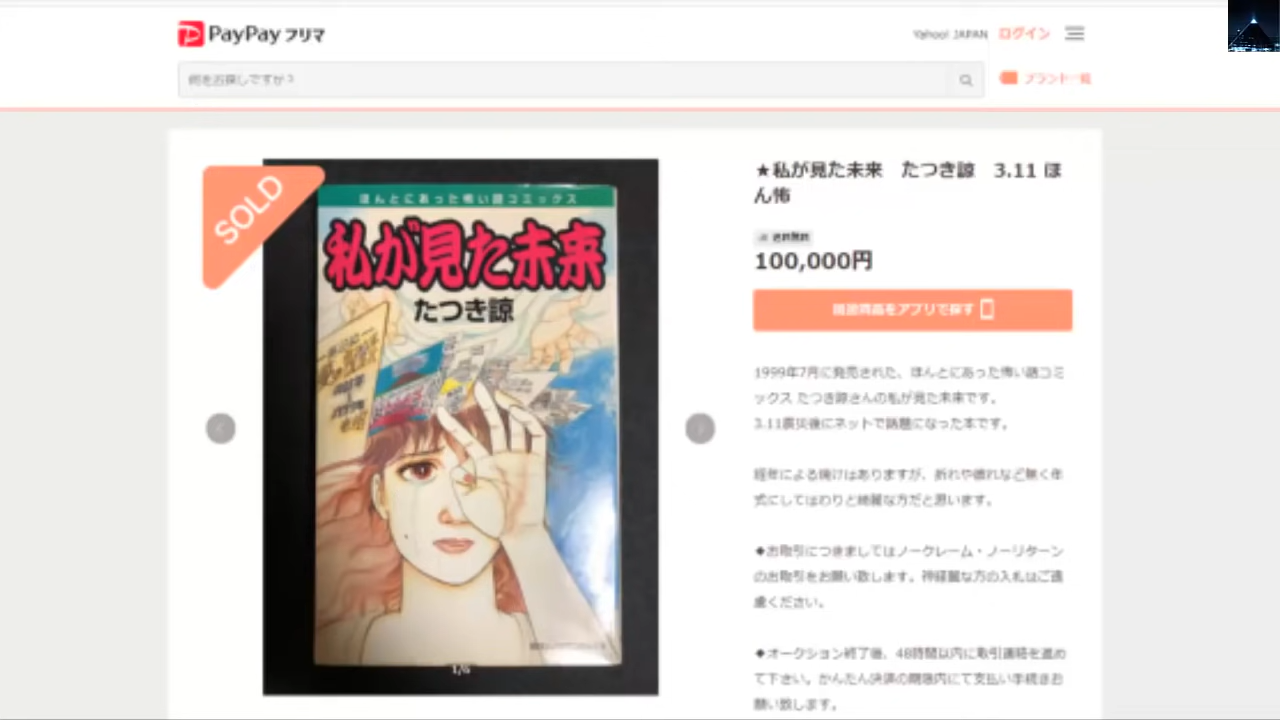 PayPay フリマ
Yahoo! JAPAN
ログイン
何をお探しですか？
ブランド一覧
SOLD
ほんとにあった怖い話コミックス
私が見た未来
たつき諒
1/6
★私が見た未来 たつき諒 3.11 ほ
ん怖
送料無料
100,000円
関連商品をアプリで探す
1999年7月に発売された、ほんとにあった怖い話コミ
ックス たつき諒さんの私が見た未来です。
3.11震災後にネットで話題になった本です。
経年による焼けはありますが、折れや破れなど無く年
式にしてはわりと綺麗な方だと思います。
◆お取引につきましてはノークレーム・ノーリターン
のお取引をお願い致します。神経質な方の入札はご遠
慮ください。
◆オークション終了後、48時間以内に取引連絡を進め
て下さい。かんたん決済の期限内にて支払い手続きお
願い致します。